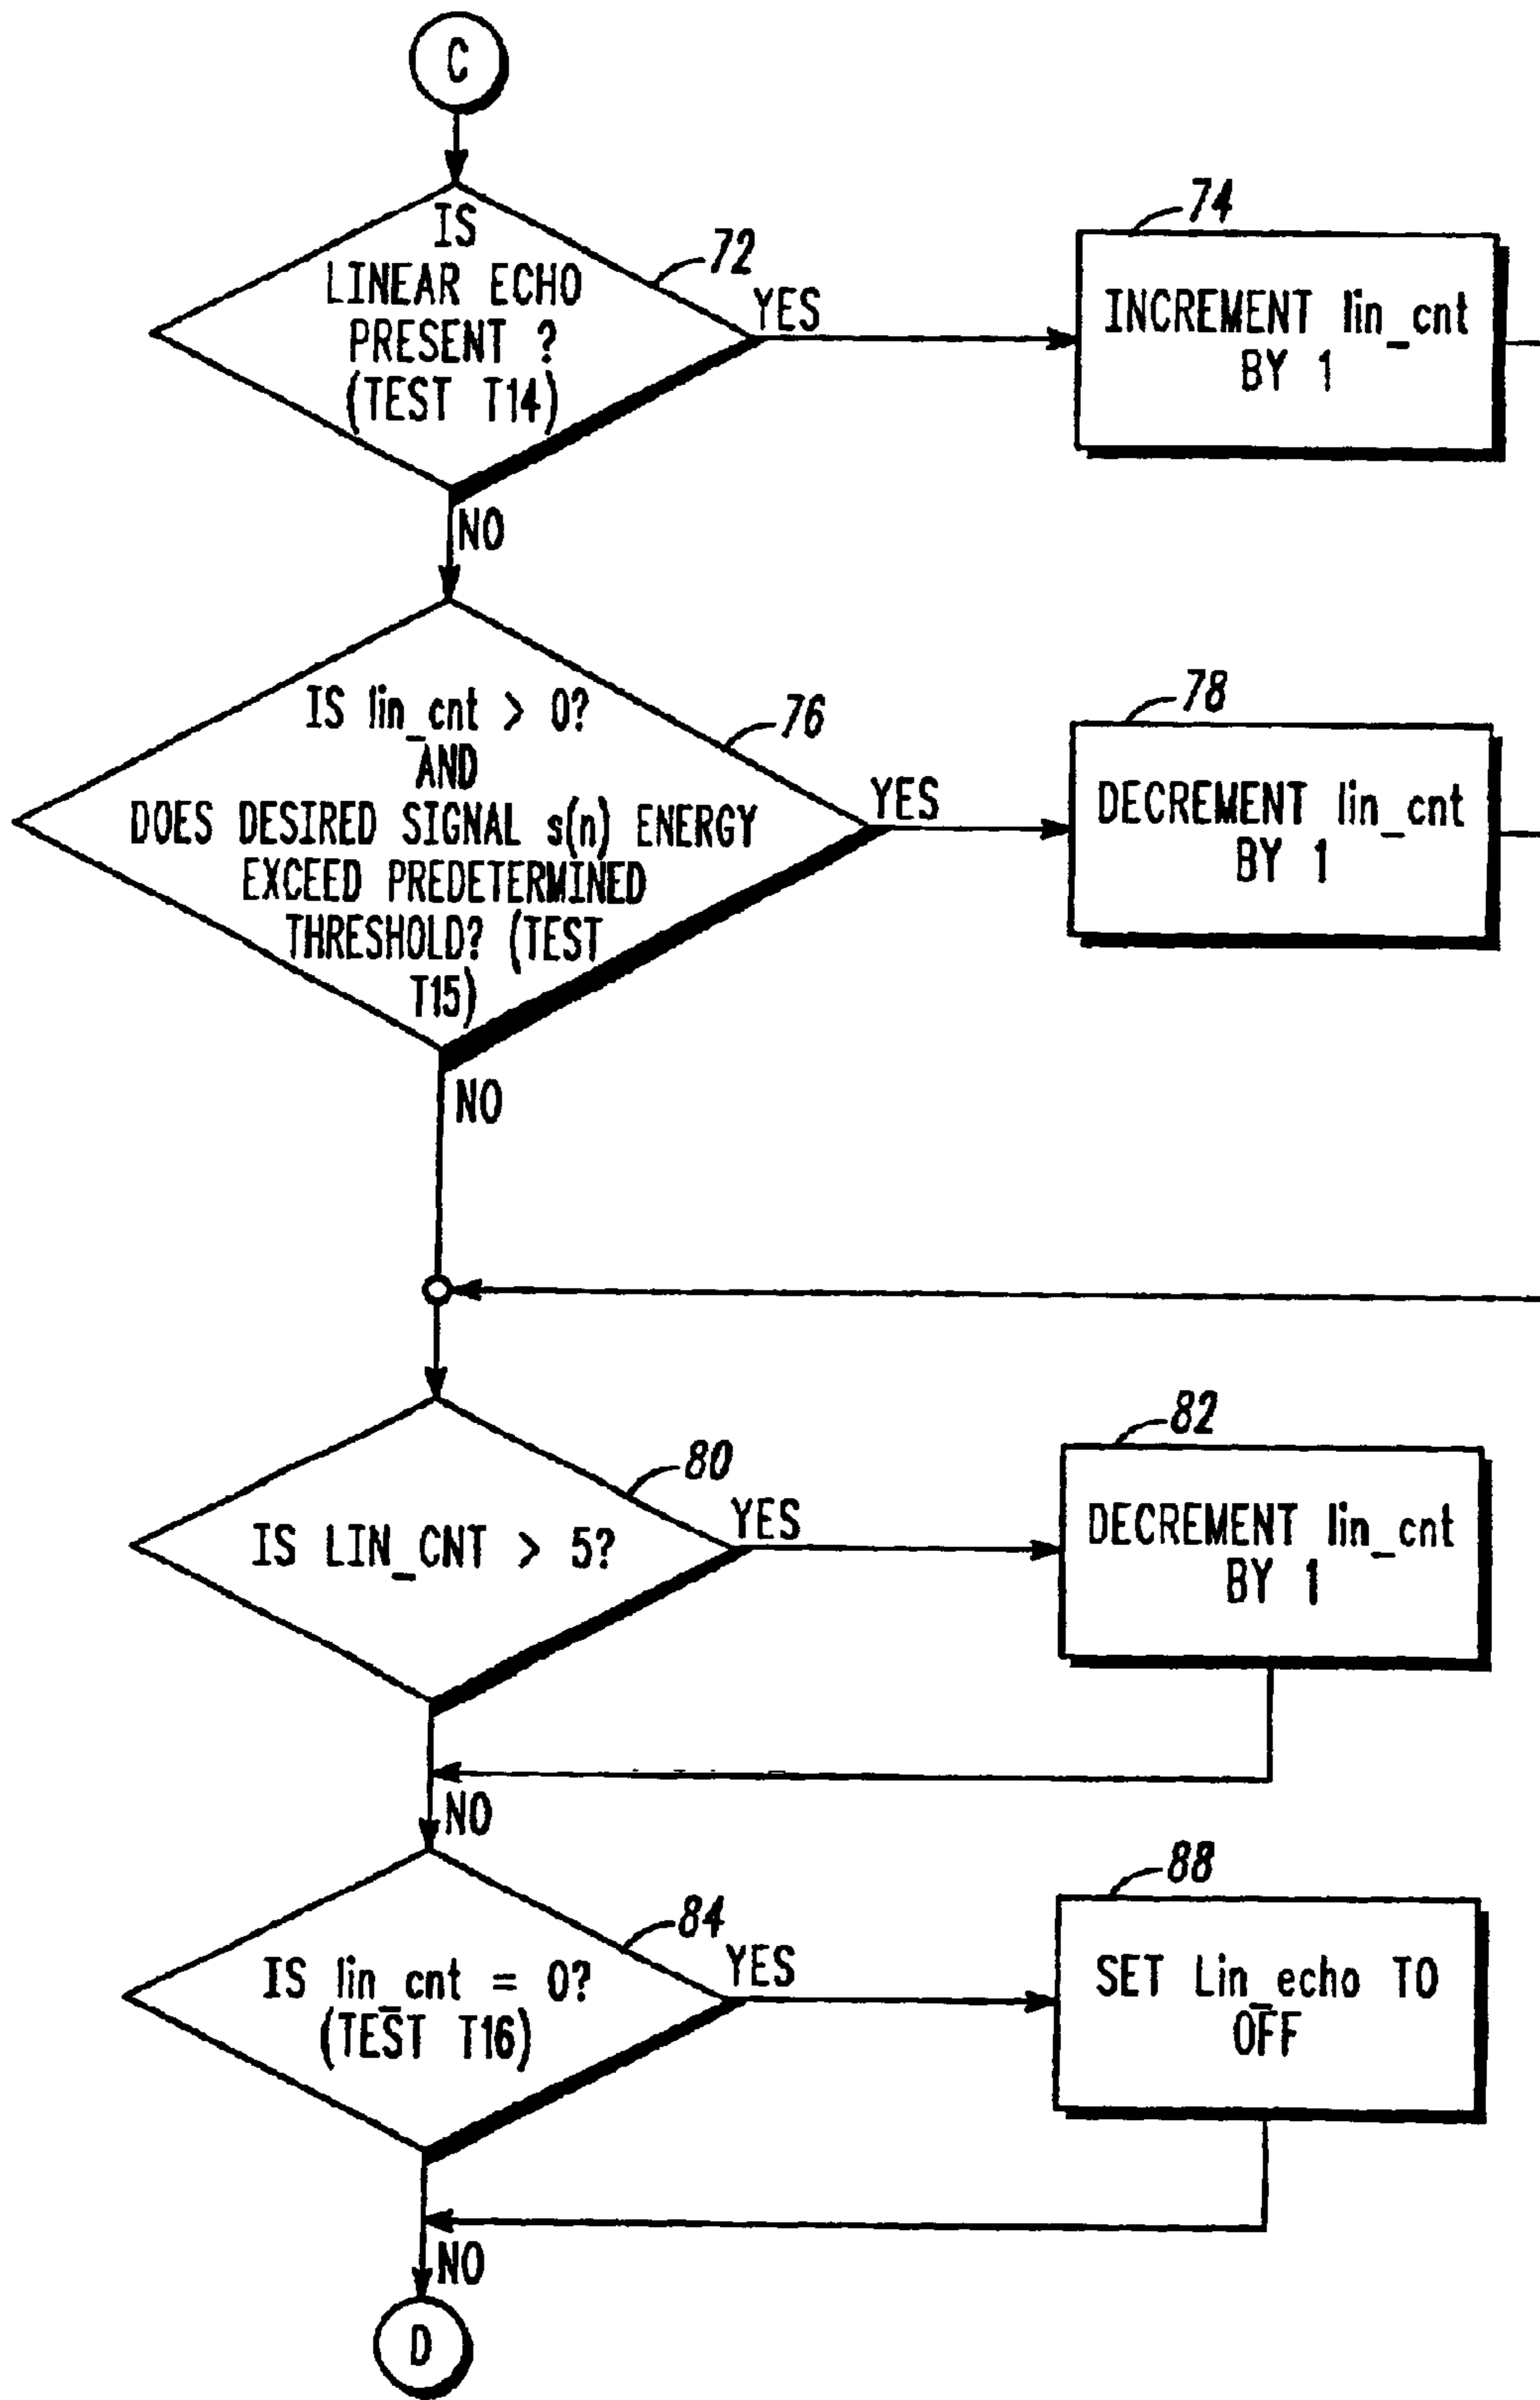 C
IS
LINEAR ECHO
PRESENT ?
(TEST T14)
72
YES
74
INCREMENT lin_cnt
BY 1
NO
IS lin_cnt > 0?
AND
DOES DESIRED SIGNAL s(n) ENERGY
EXCEED PREDETERMINED
THRESHOLD? (TEST
T15)
76
YES
78
DECREMENT lin_cnt
BY 1
NO
IS LIN_CNT > 5?
80
YES
82
DECREMENT lin_cnt
BY 1
NO
IS lin_cnt = 0?
(TEST T16)
84
YES
88
SET Lin_echo TO
OFF
NO
D